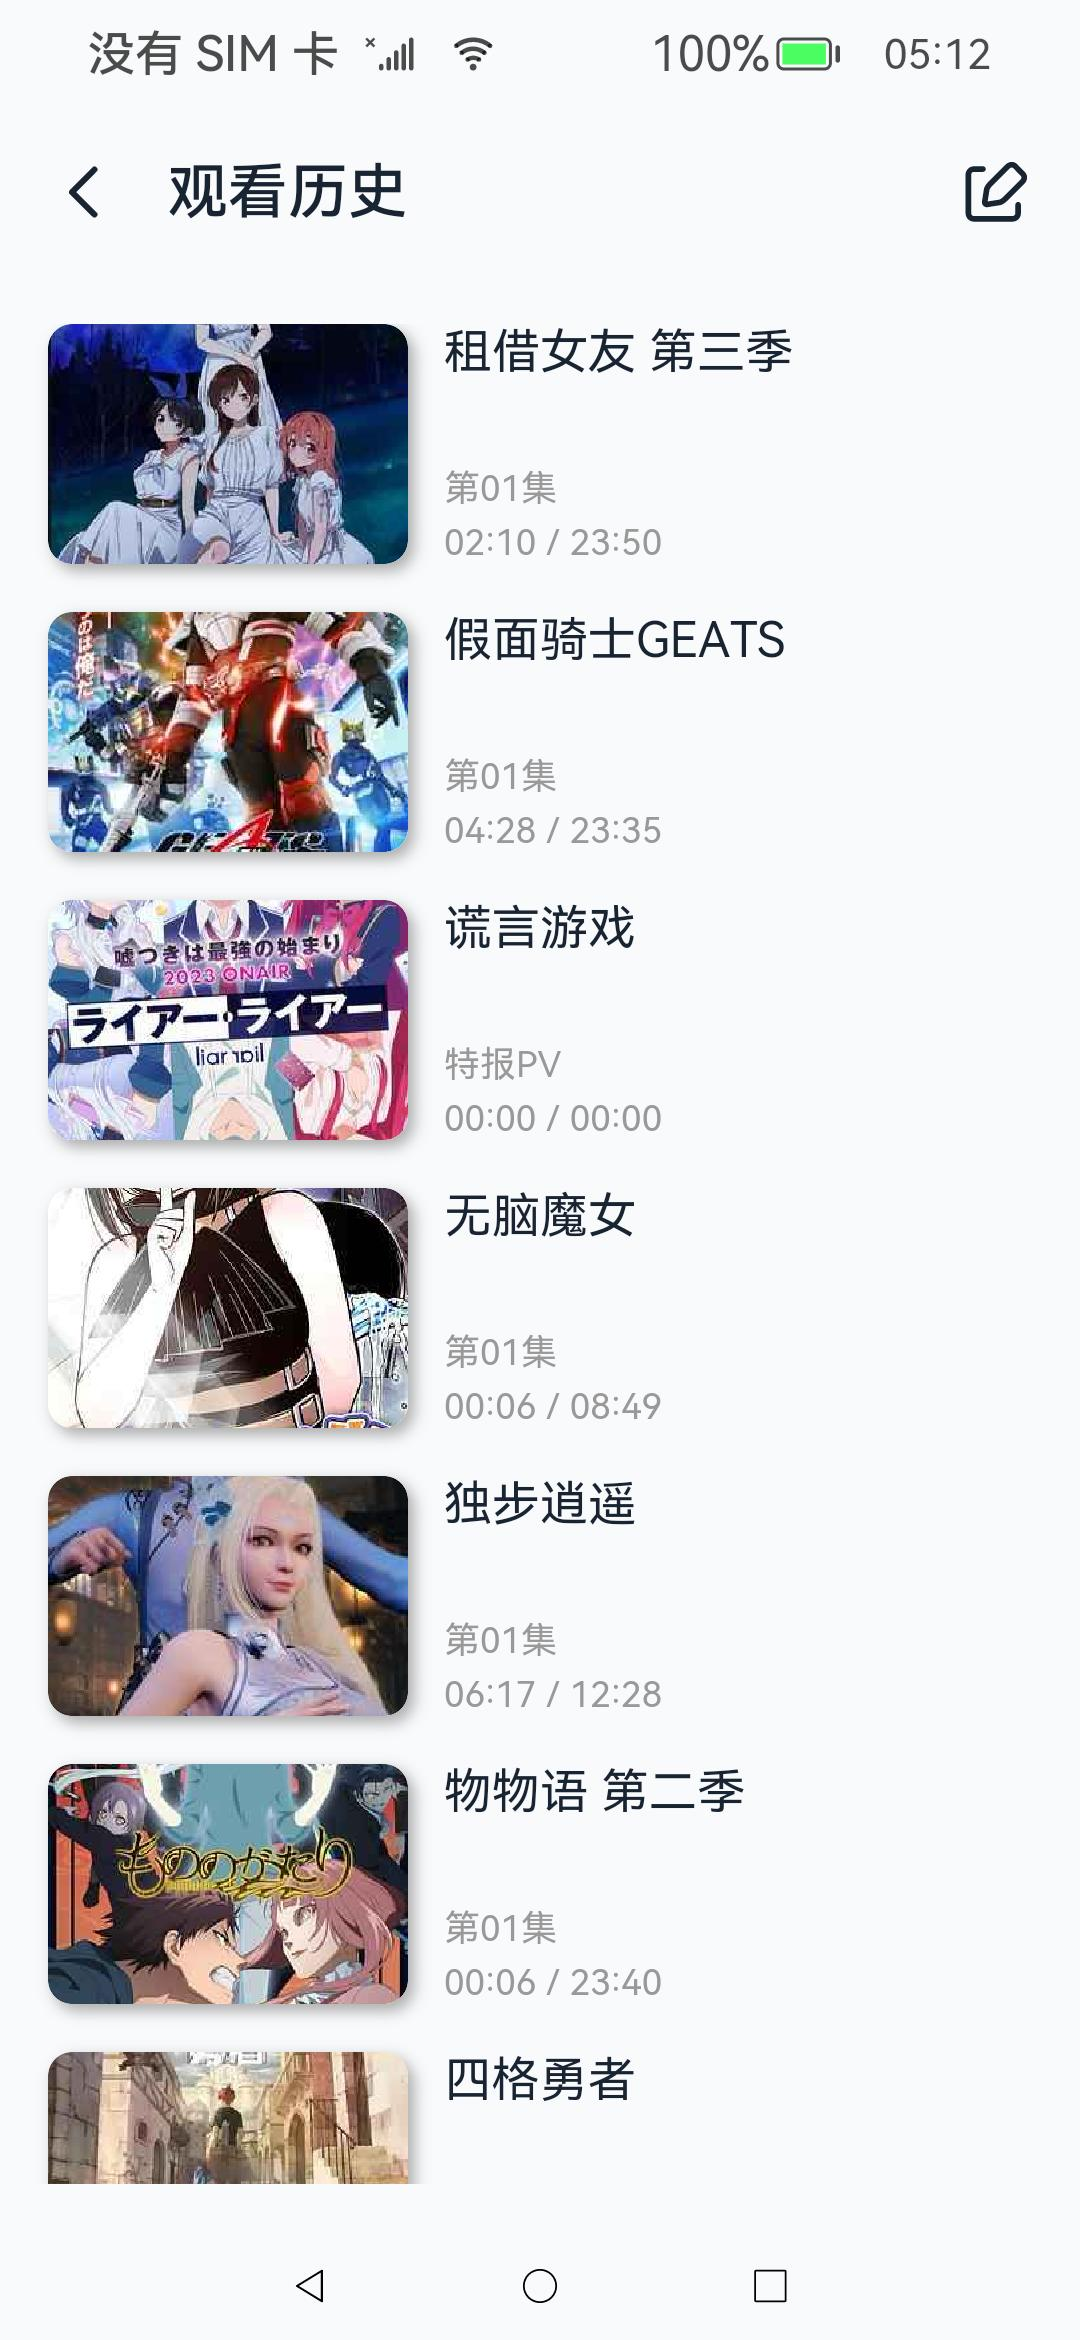 没有 SIM 卡
100%
05:12
观看历史
租借女友 第三季
第01集
02:10 / 23:50
假面骑士GEATS
のは俺だ
第01集
04:28 / 23:35
谎言游戏
嘘つきは最強の始まり
2023 ONAIR
ライアー・ライアー
liar
特报PV
00:00 / 00:00
无脑魔女
第01集
00:06 / 08:49
独步逍遥
第01集
06:17 / 12:28
物物语 第二季
もののがたり
第01集
00:06 / 23:40
四格勇者